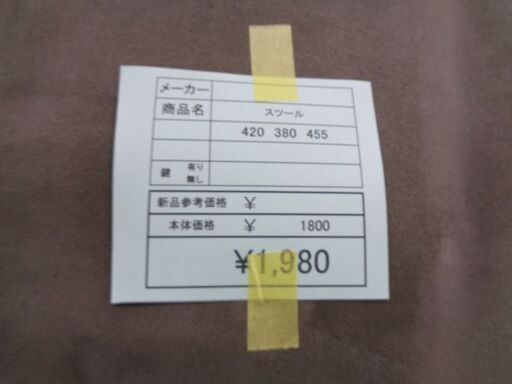 メーカー
商品名 スツール
420 380 455
鍵 有り 無し
新品参考価格 ¥
本体価格 ¥ 1800
¥1,980